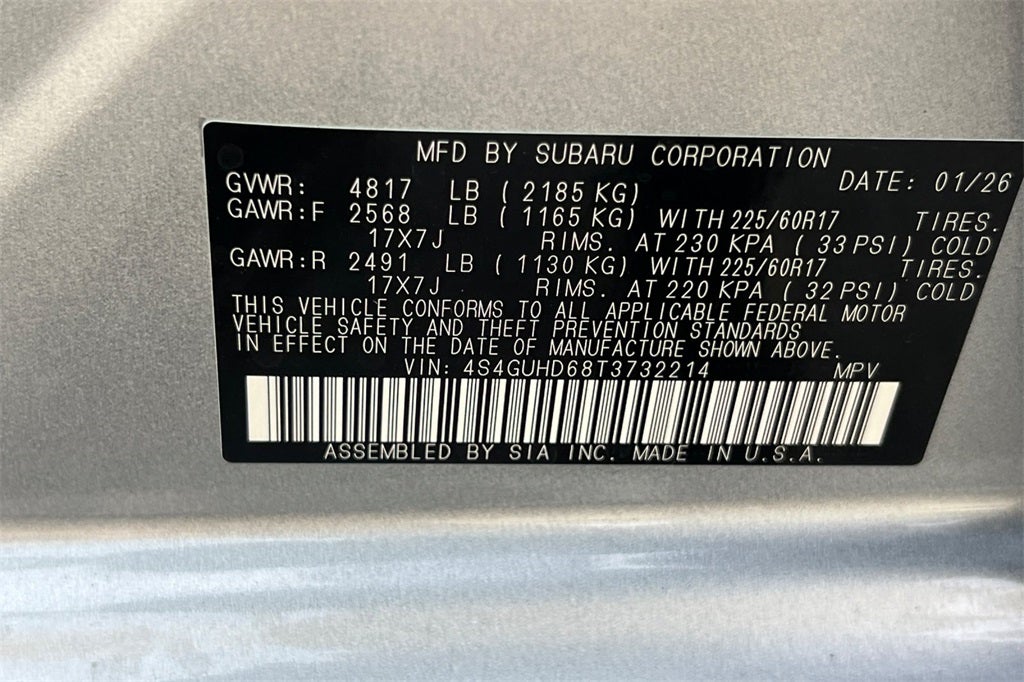 MFD BY SUBARU CORPORATION
GVWR: 4817 LB ( 2185 KG) DATE: 01/26
GAWR:F 2568 LB ( 1165 KG) WITH 225/60R17 TIRES.
17X7J RIMS. AT 230 KPA ( 33 PSI) COLD
GAWR:R 2491 LB ( 1130 KG) WITH 225/60R17 TIRES.
17X7J RIMS. AT 220 KPA ( 32 PSI) COLD
THIS VEHICLE CONFORMS TO ALL APPLICABLE FEDERAL MOTOR
VEHICLE SAFETY AND THEFT PREVENTION STANDARDS
IN EFFECT ON THE DATE OF MANUFACTURE SHOWN ABOVE.
VIN: 4S4GUHD68T3732214 MPV
ASSEMBLED BY SIA INC. MADE IN U.S.A.